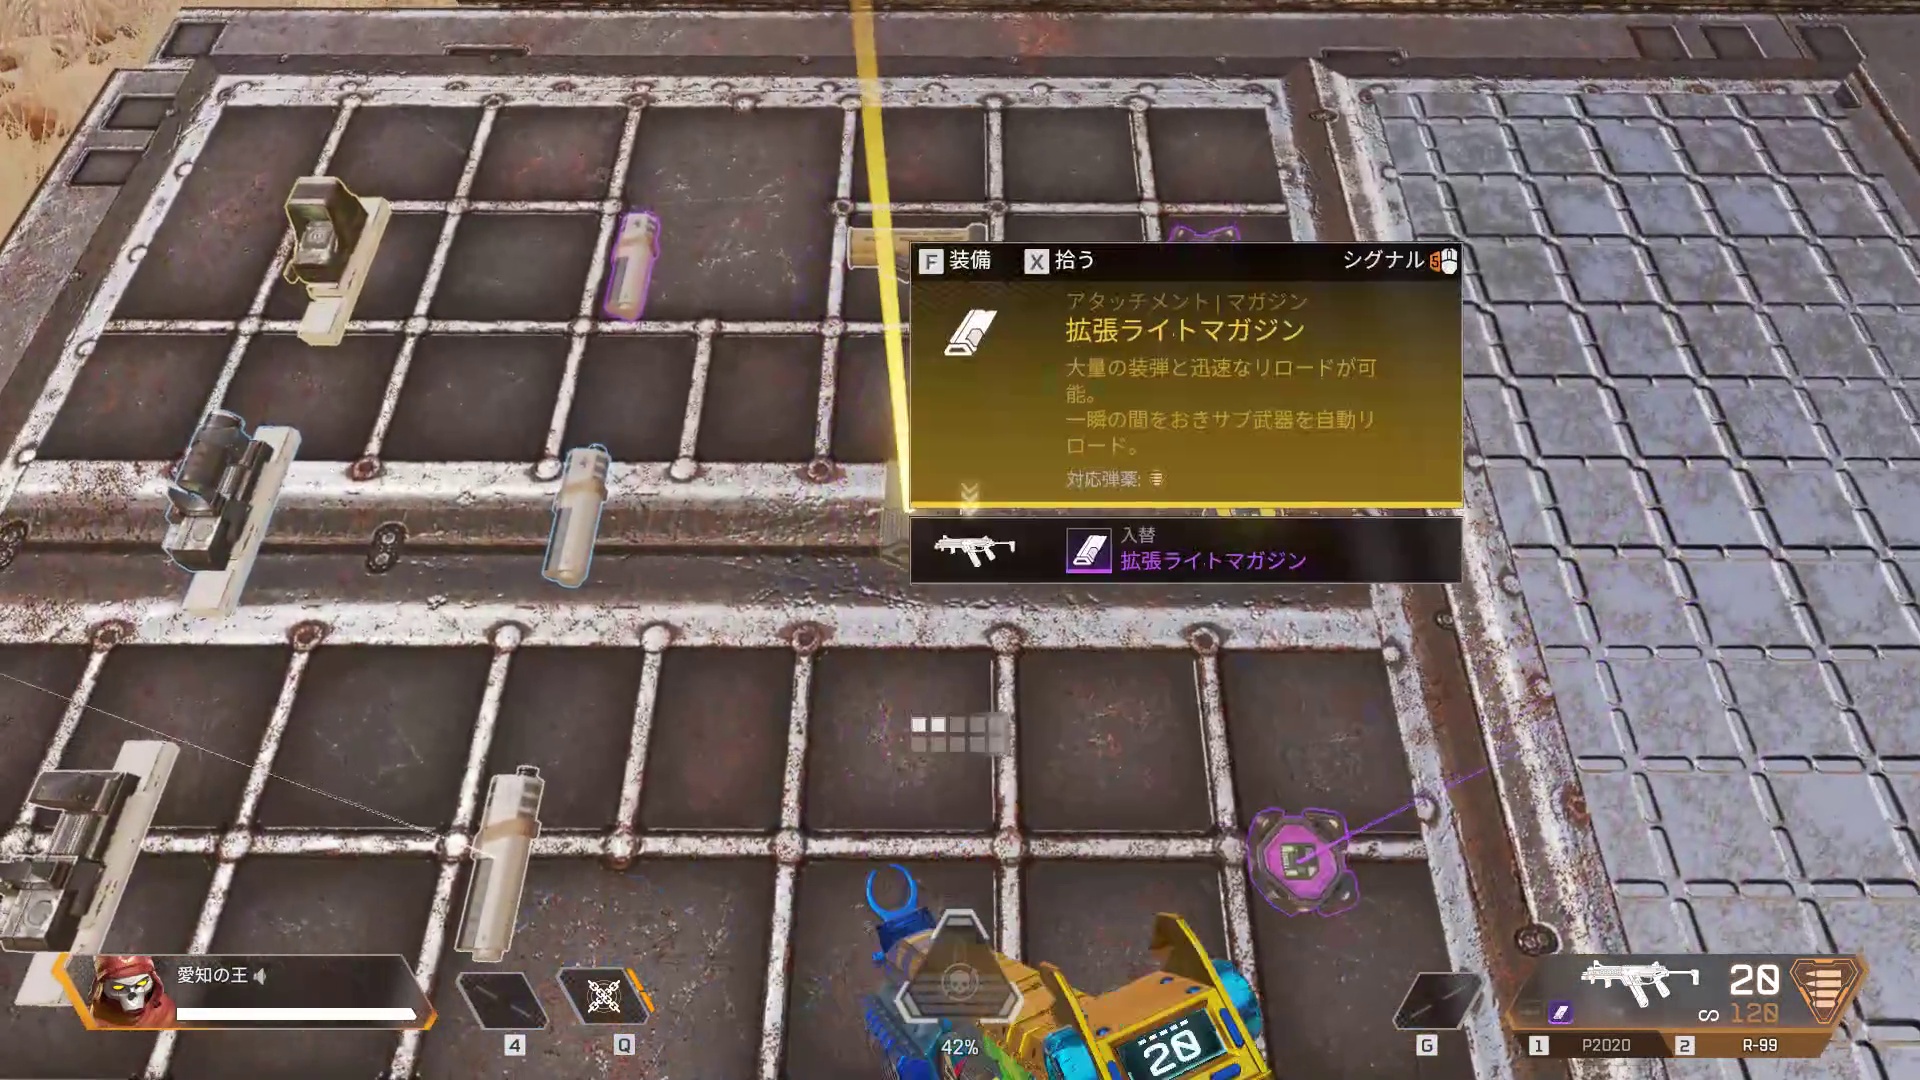 F 装備 X 拾う シグナル 5
アタッチメント | マガジン
拡張ライトマガジン
大量の装弾と迅速なリロードが可
能。
一瞬の間をおきサブ武器を自動リ
ロード。
対応弾薬:
入替
拡張ライトマガジン
愛知の王
4
Q
42%
20
G
20
∞ 120
1 P2020 2 R-99